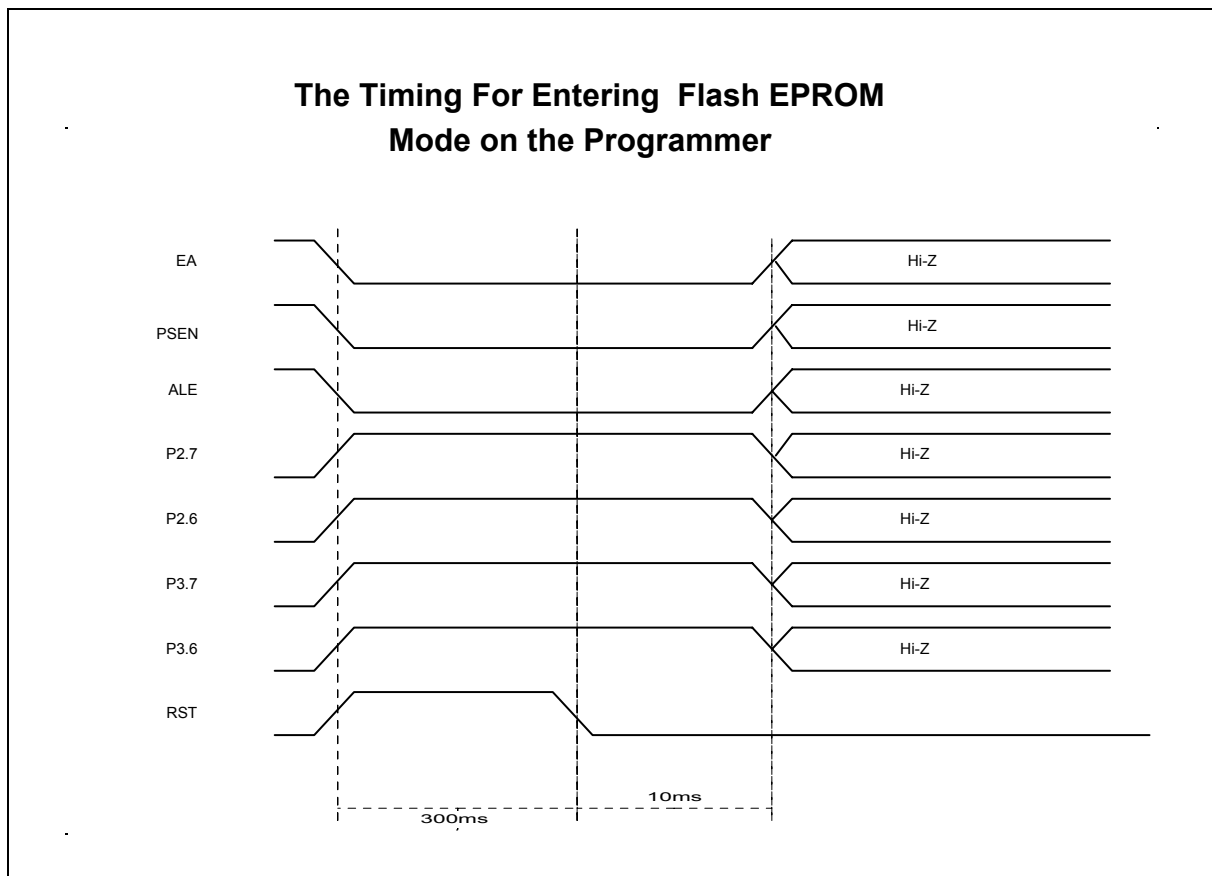 The Timing For Entering Flash EPROM
Mode on the Programmer
EA
Hi-Z
PSEN
Hi-Z
ALE
Hi-Z
P2.7
Hi-Z
P2.6
Hi-Z
P3.7
Hi-Z
P3.6
Hi-Z
RST
10ms
300ms